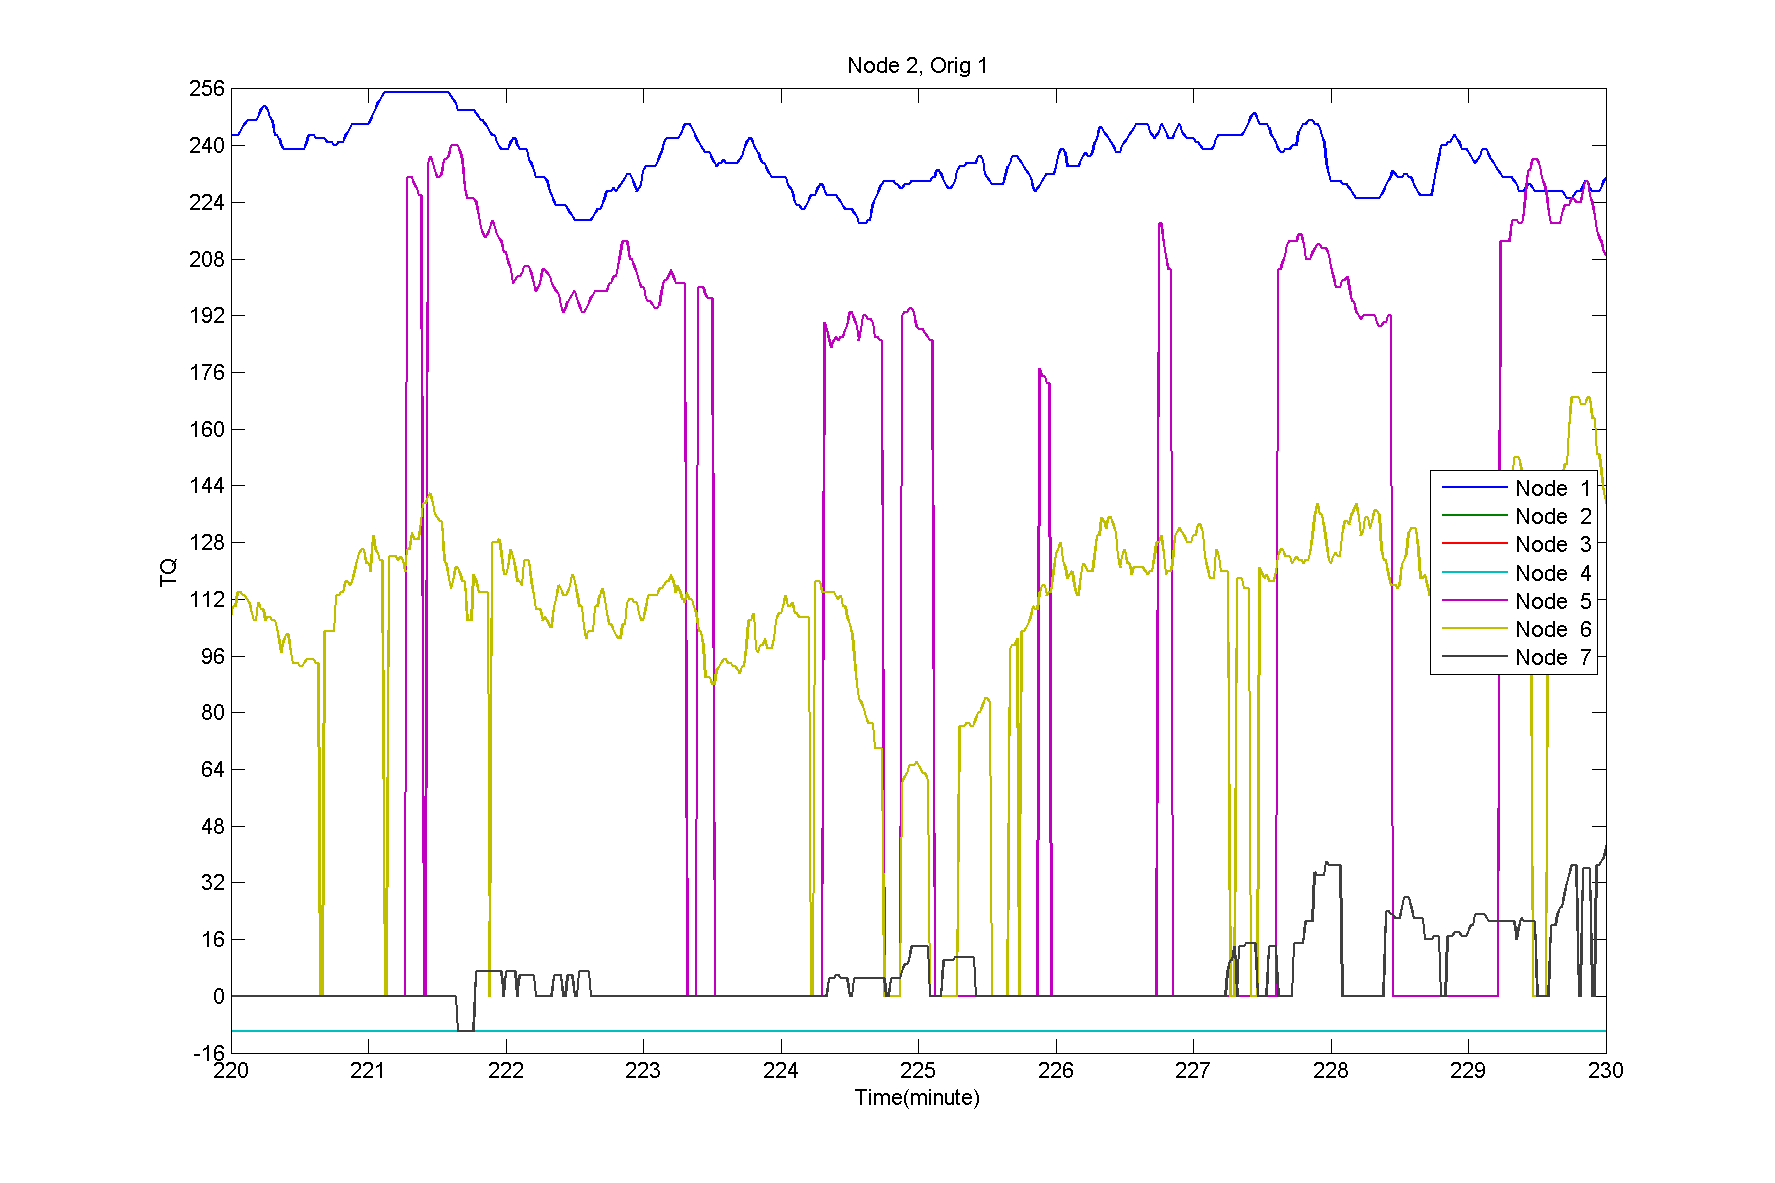 Node 2, Orig 1
256
240
224
208
192
176
160
144
128
112
96
80
64
48
32
16
0
-16
TQ
Node 1
Node 2
Node 3
Node 4
Node 5
Node 6
Node 7
220 221 222 223 224 225 226 227 228 229 230
Time(minute)